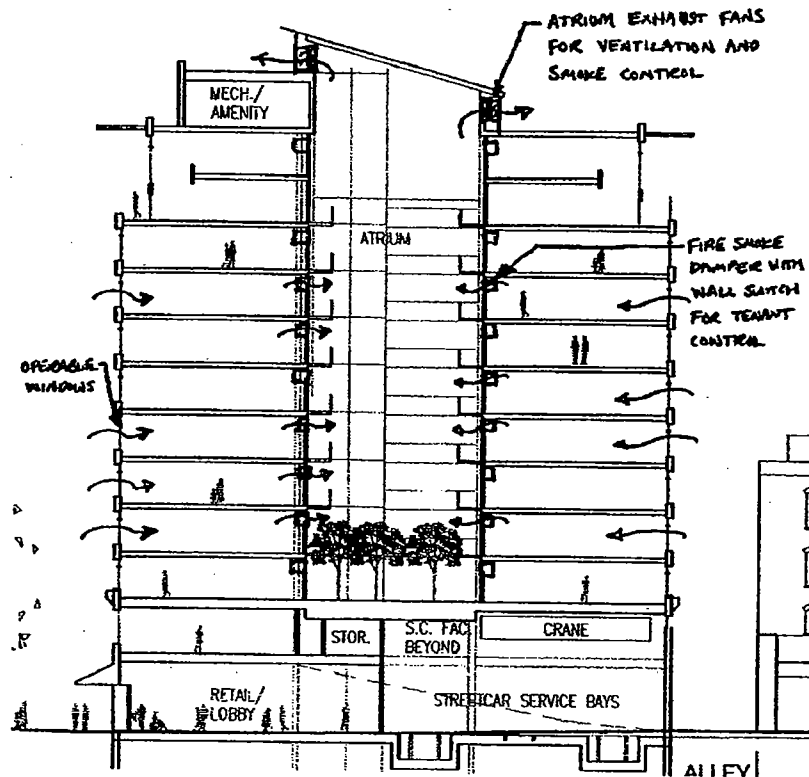 ATRIUM EXHAUST FANS
FOR VENTILATION AND
SMOKE CONTROL
MECH./
AMENITY
ATRIUM
FIRE SMOKE
DAMPER WITH
WALL SWITCH
FOR TENANT
CONTROL
OPERABLE
WINDOWS
STOR.
S.C. FAC
BEYOND
CRANE
RETAIL/
LOBBY
STREETCAR SERVICE BAYS
ALLEY